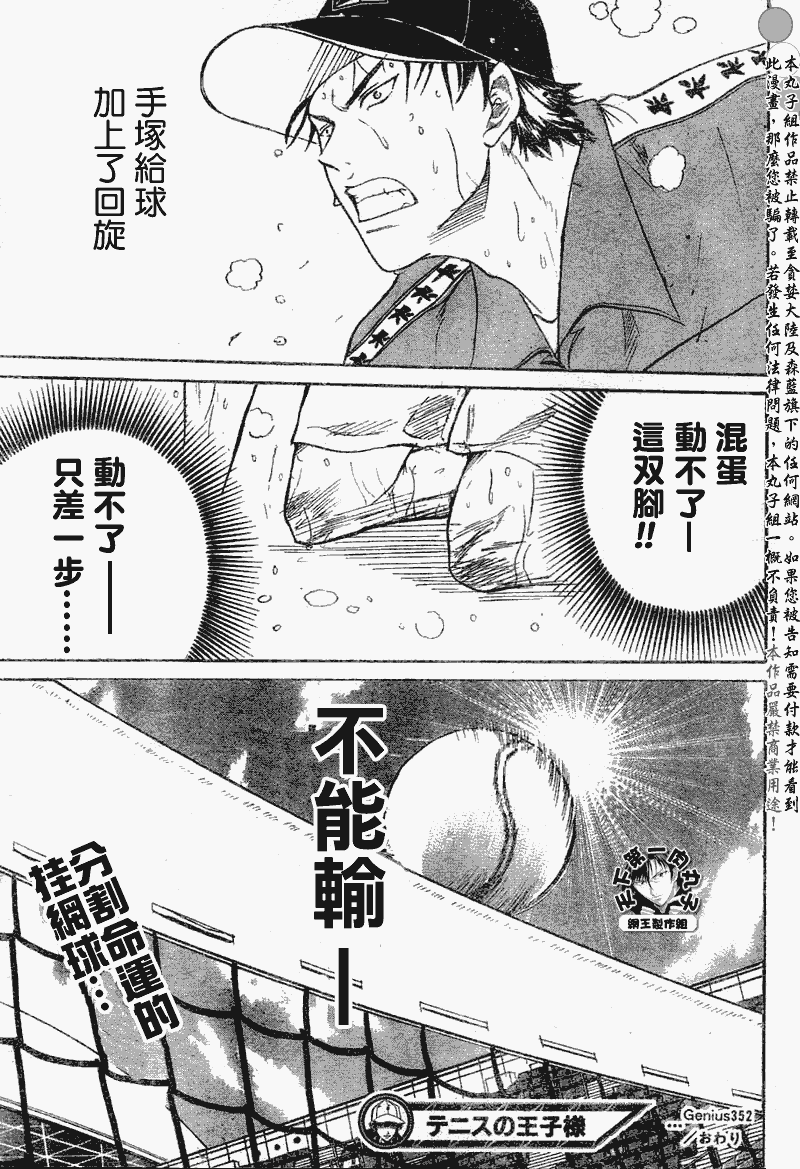 手塚給球
加上了回旋
混蛋
動不了—
這双腳!!
動不了——
只差一步……
不能輸——
分割命運的
挂網球…
天下第一肉丸子
網王製作組
テニスの王子様
…Genius352
／おわり
本丸子組作品禁止轉載至貪婪大陸及森藍旗下的任何網站。如果您被告知需要付款才能看到
此漫畫，那麼您被騙了。若發生任何法律問題，本丸子組一概不負責！本作品嚴禁商業用途！